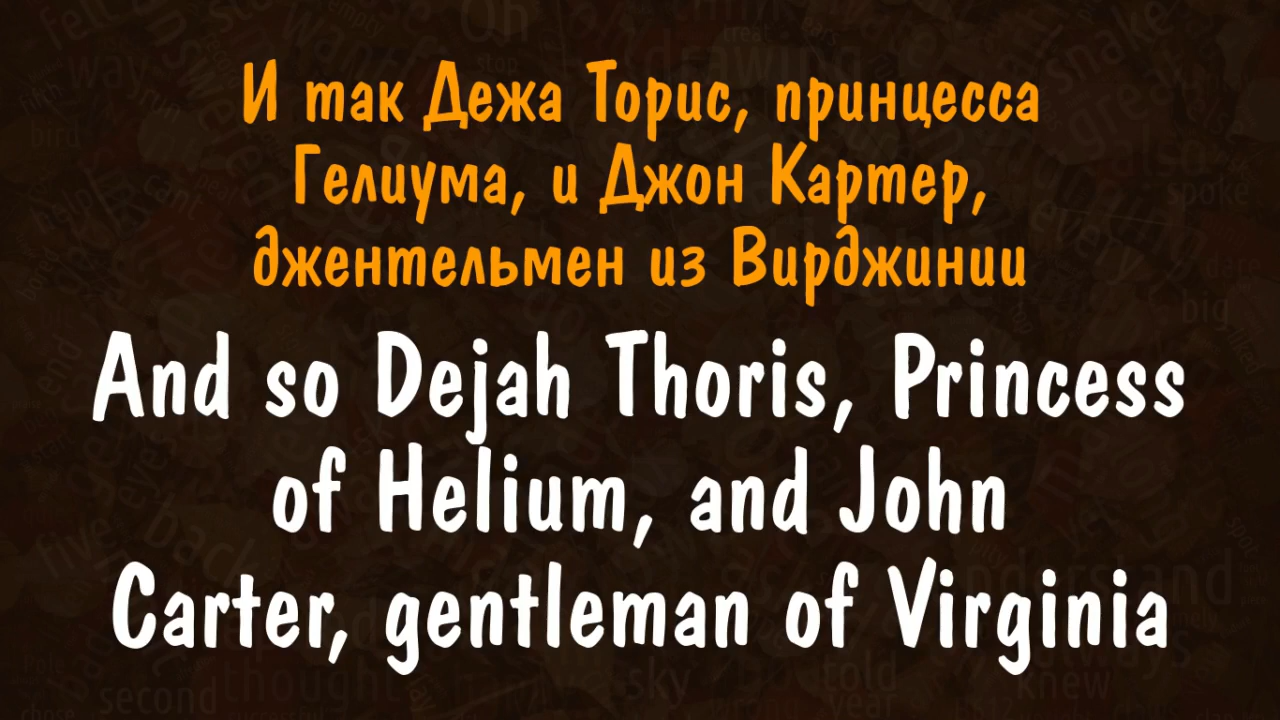 И так Дежа Торис, принцесса
Гелиума, и Джон Картер,
джентельмен из Вирджинии
And so Dejah Thoris, Princess
of Helium, and John
Carter, gentleman of Virginia